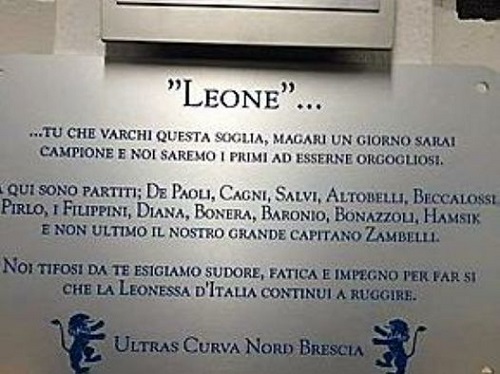 "LEONE"...
...TU CHE VARCHI QUESTA SOGLIA, MAGARI UN GIORNO SARAI
CAMPIONE E NOI SAREMO I PRIMI AD ESSERNE ORGOGLIOSI.
A QUI SONO PARTITI; DE PAOLI, CAGNI, SALVI, ALTOBELLI, BECCALOSSI,
PIRLO, I FILIPPINI, DIANA, BONERA, BARONIO, BONAZZOLI, HAMSIK
E NON ULTIMO IL NOSTRO GRANDE CAPITANO ZAMBELLI.
NOI TIFOSI DA TE ESIGIAMO SUDORE, FATICA E IMPEGNO PER FAR SI
CHE LA LEONESSA D'ITALIA CONTINUI A RUGGIRE.
ULTRAS CURVA NORD BRESCIA